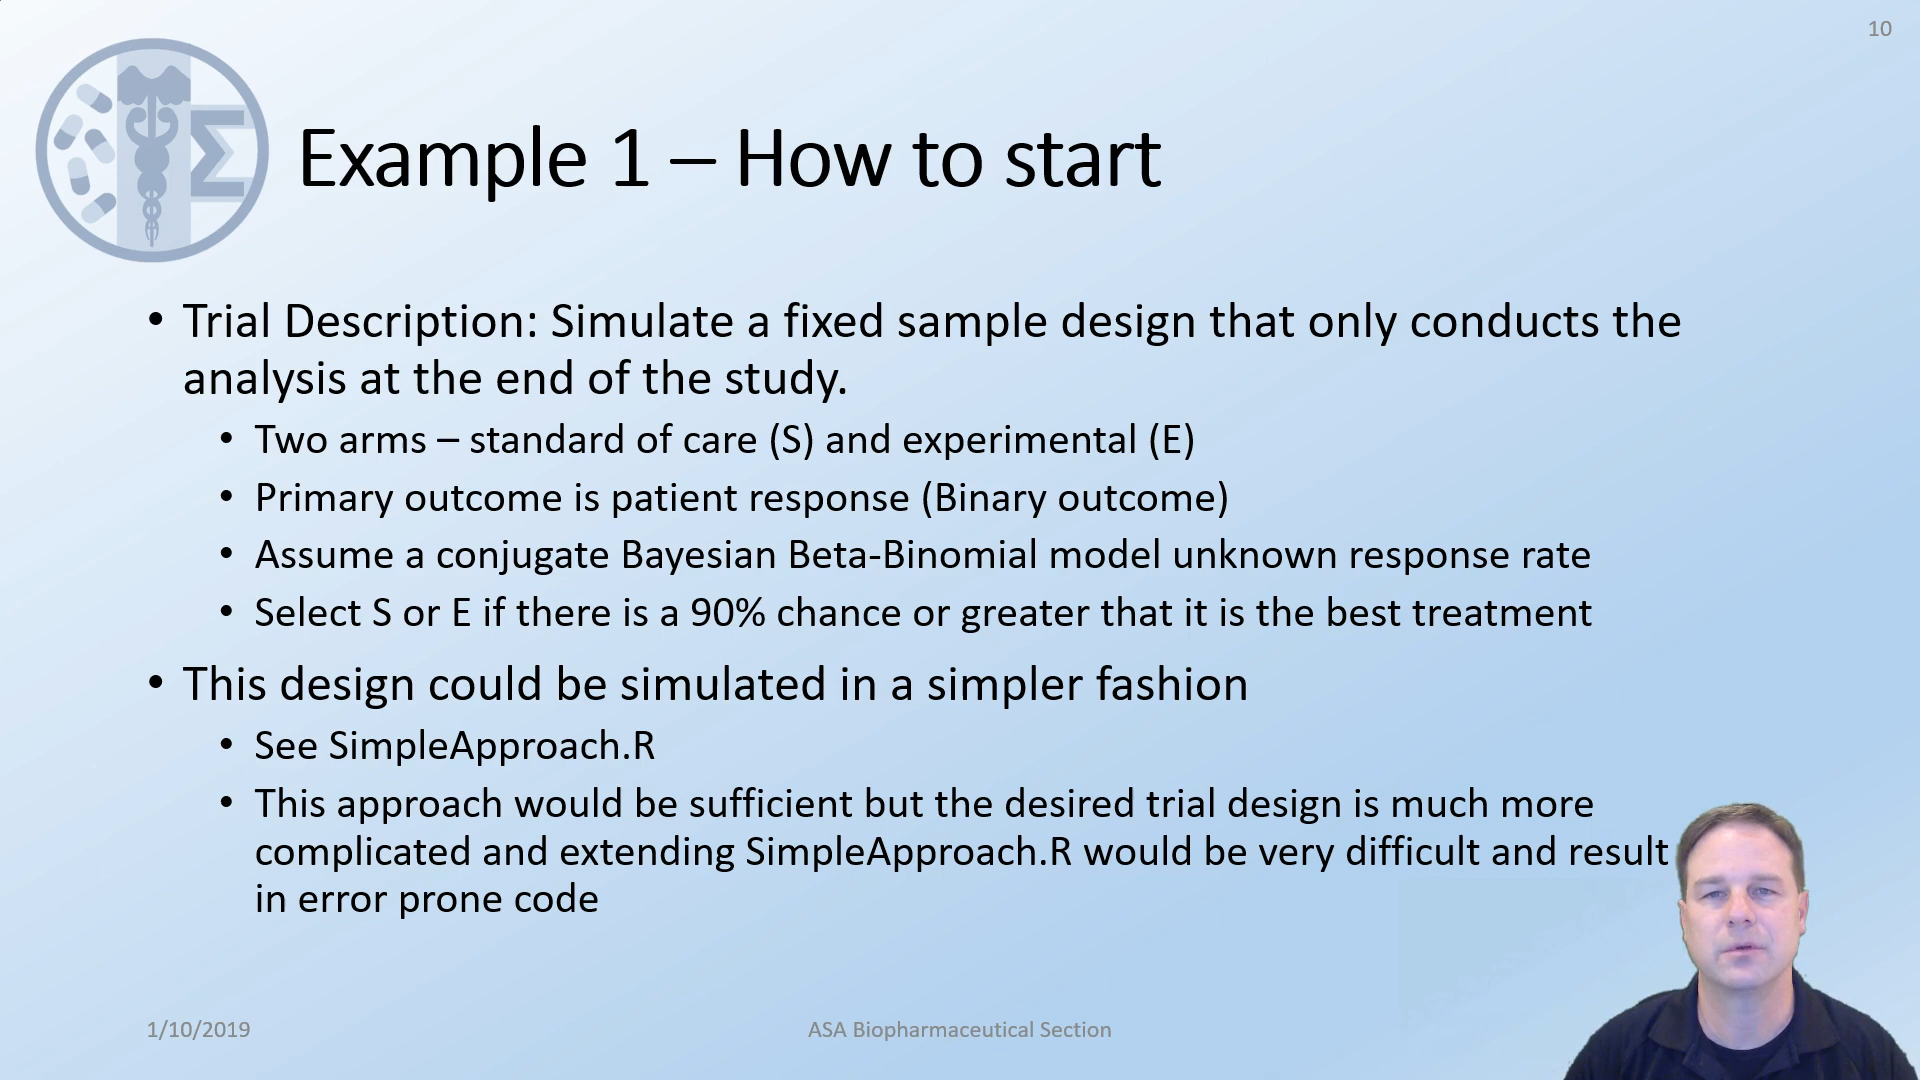 10
Example 1 – How to start
• Trial Description: Simulate a fixed sample design that only conducts the
analysis at the end of the study.
• Two arms – standard of care (S) and experimental (E)
• Primary outcome is patient response (Binary outcome)
• Assume a conjugate Bayesian Beta-Binomial model unknown response rate
• Select S or E if there is a 90% chance or greater that it is the best treatment
• This design could be simulated in a simpler fashion
• See SimpleApproach.R
• This approach would be sufficient but the desired trial design is much more
complicated and extending SimpleApproach.R would be very difficult and result
in error prone code
1/10/2019
ASA Biopharmaceutical Section